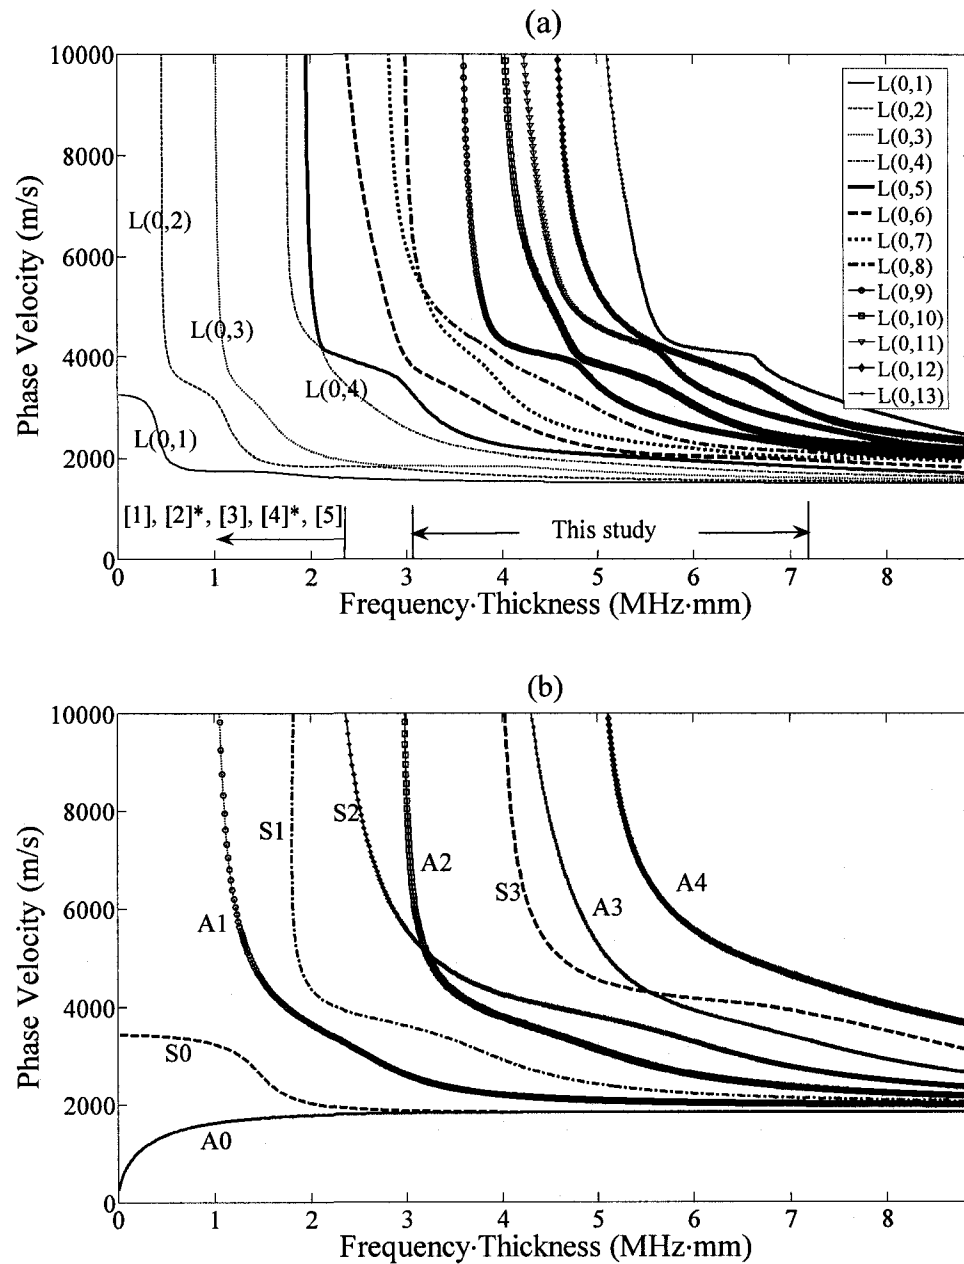 (a)
10000
8000
6000
4000
2000
0
Phase Velocity (m/s)
L(0,2)
L(0,3)
L(0,4)
L(0,1)
L(0,1)
L(0,2)
L(0,3)
L(0,4)
L(0,5)
L(0,6)
L(0,7)
L(0,8)
L(0,9)
L(0,10)
L(0,11)
L(0,12)
L(0,13)
[1], [2]*, [3], [4]*, [5]
This study
0 1 2 3 4 5 6 7 8
Frequency·Thickness (MHz·mm)
(b)
10000
8000
6000
4000
2000
0
Phase Velocity (m/s)
S1
S2
A2
S3
A3
A4
A1
S0
A0
0 1 2 3 4 5 6 7 8
Frequency·Thickness (MHz·mm)